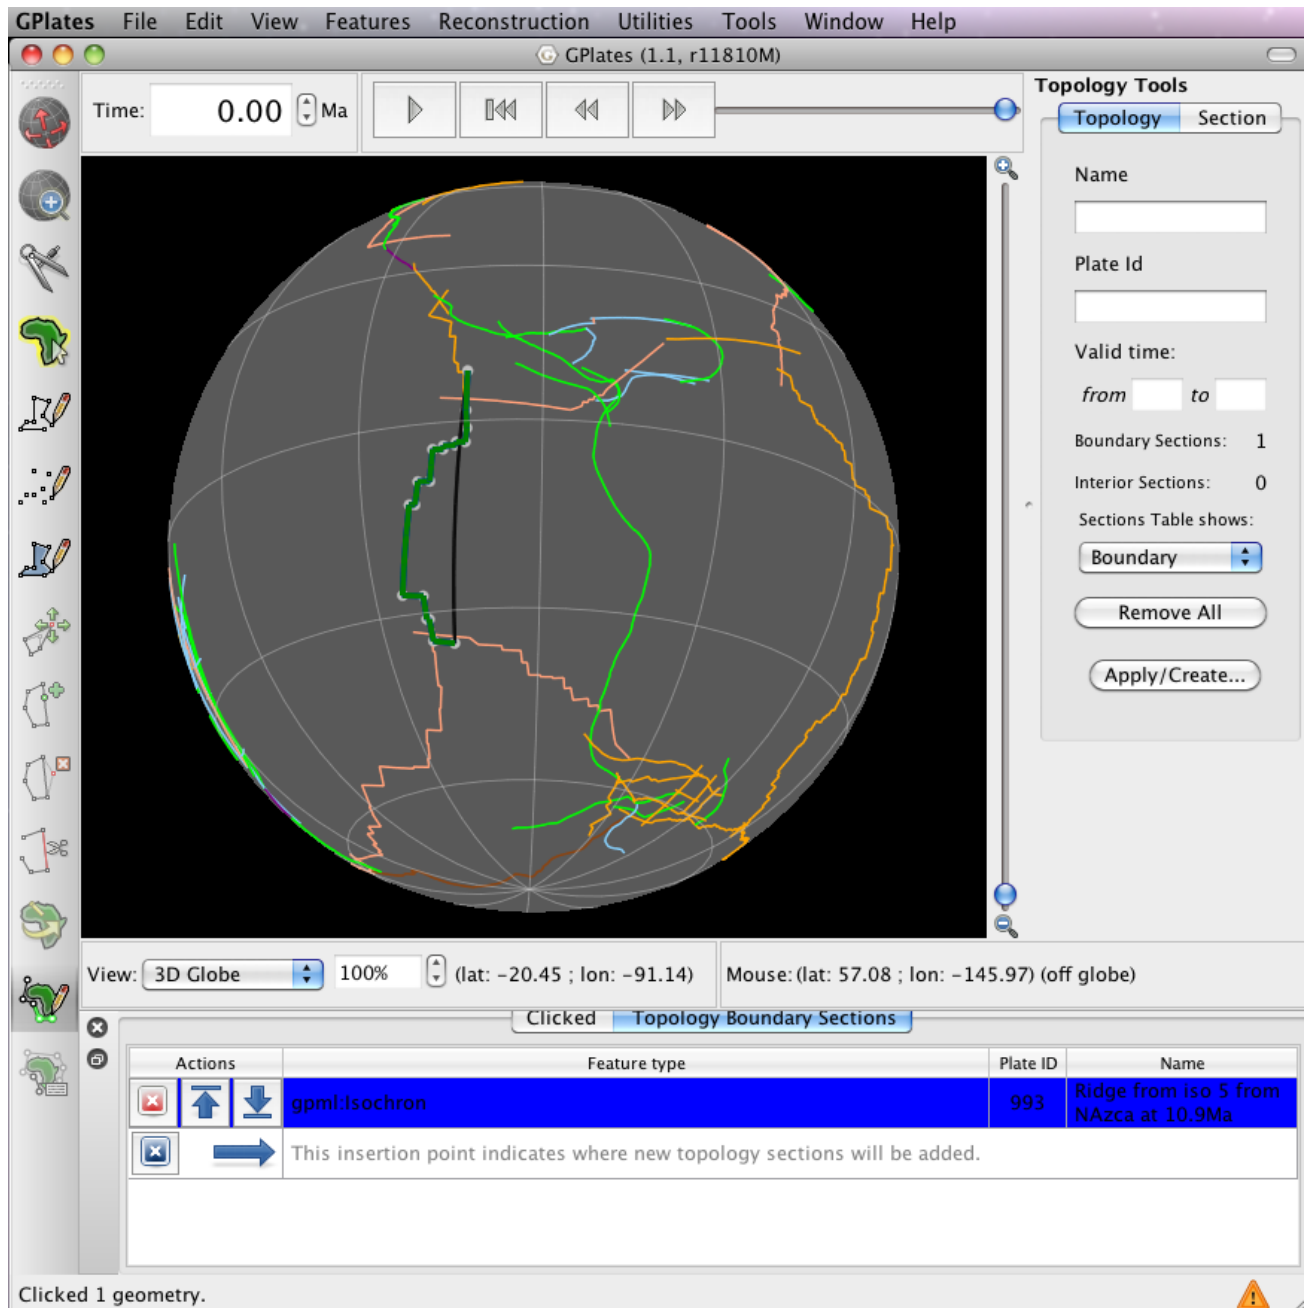 GPlates File Edit View Features Reconstruction Utilities Tools Window Help
GPlates (1.1, r11810M)
Time: 0.00 Ma
Topology Tools
Topology Section
Name
Plate Id
Valid time:
from to
Boundary Sections: 1
Interior Sections: 0
Sections Table shows:
Boundary
Remove All
Apply/Create...
View: 3D Globe 100% (lat: -20.45 ; lon: -91.14) Mouse: (lat: 57.08 ; lon: -145.97) (off globe)
Clicked Topology Boundary Sections
Actions Feature type Plate ID Name
gpml:Isochron 993 Ridge from iso 5 from
NAzca at 10.9Ma
This insertion point indicates where new topology sections will be added.
Clicked 1 geometry.